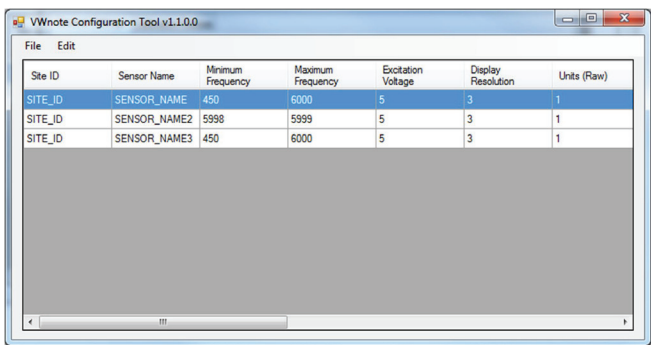 VWnote Configuration Tool v1.1.0.0
File Edit
Site ID Sensor Name Minimum Frequency Maximum Frequency Excitation Voltage Display Resolution Units (Raw)
SITE_ID SENSOR_NAME 450 6000 5 3 1
SITE_ID SENSOR_NAME2 5998 5999 5 3 1
SITE_ID SENSOR_NAME3 450 6000 5 3 1